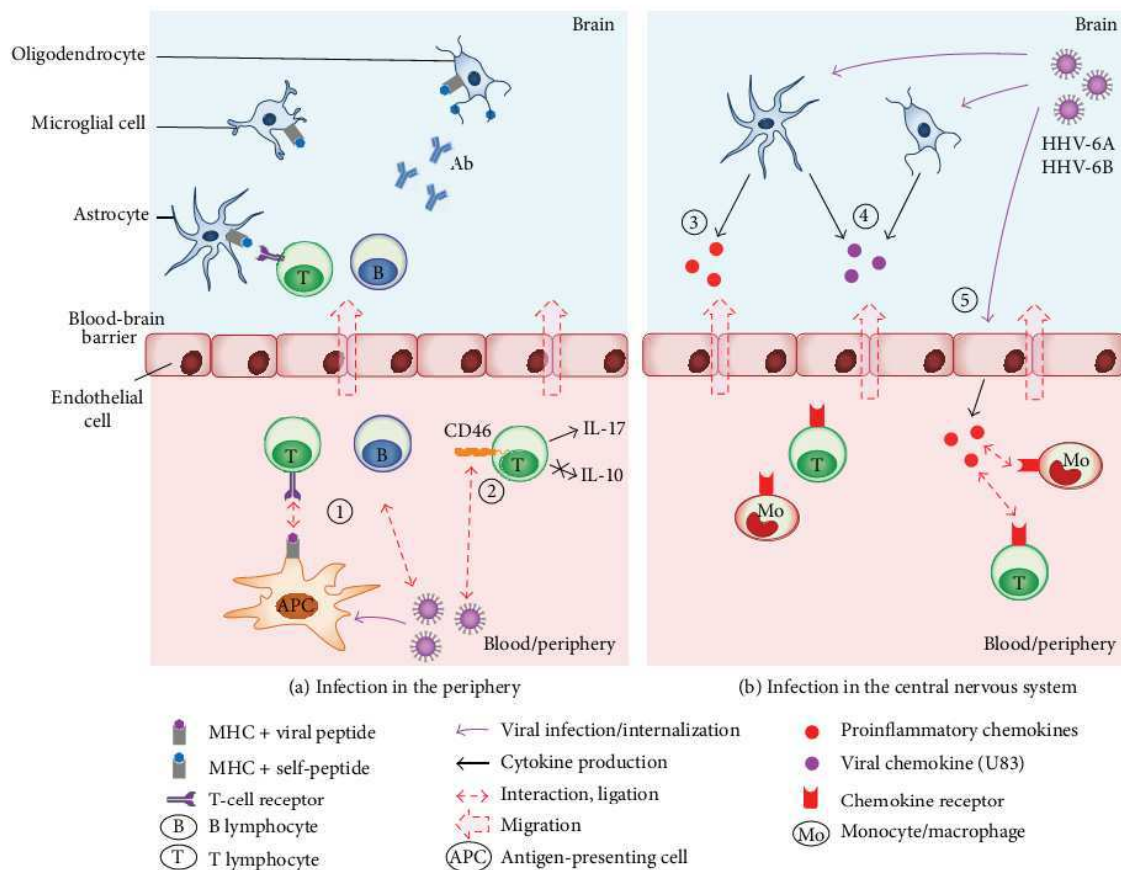 Brain
Oligodendrocyte
Microglial cell
Ab
Astrocyte
T
B
Blood-brain
barrier
Endothelial
cell
T
B
CD46
T
IL-17
IL-10
1
2
APC
Blood/periphery
(a) Infection in the periphery
Brain
HHV-6A
HHV-6B
3
4
5
T
Mo
Mo
T
Blood/periphery
(b) Infection in the central nervous system
MHC + viral peptide
MHC + self-peptide
T-cell receptor
B B lymphocyte
T T lymphocyte
Viral infection/internalization
Cytokine production
Interaction, ligation
Migration
APC Antigen-presenting cell
Proinflammatory chemokines
Viral chemokine (U83)
Chemokine receptor
Mo Monocyte/macrophage